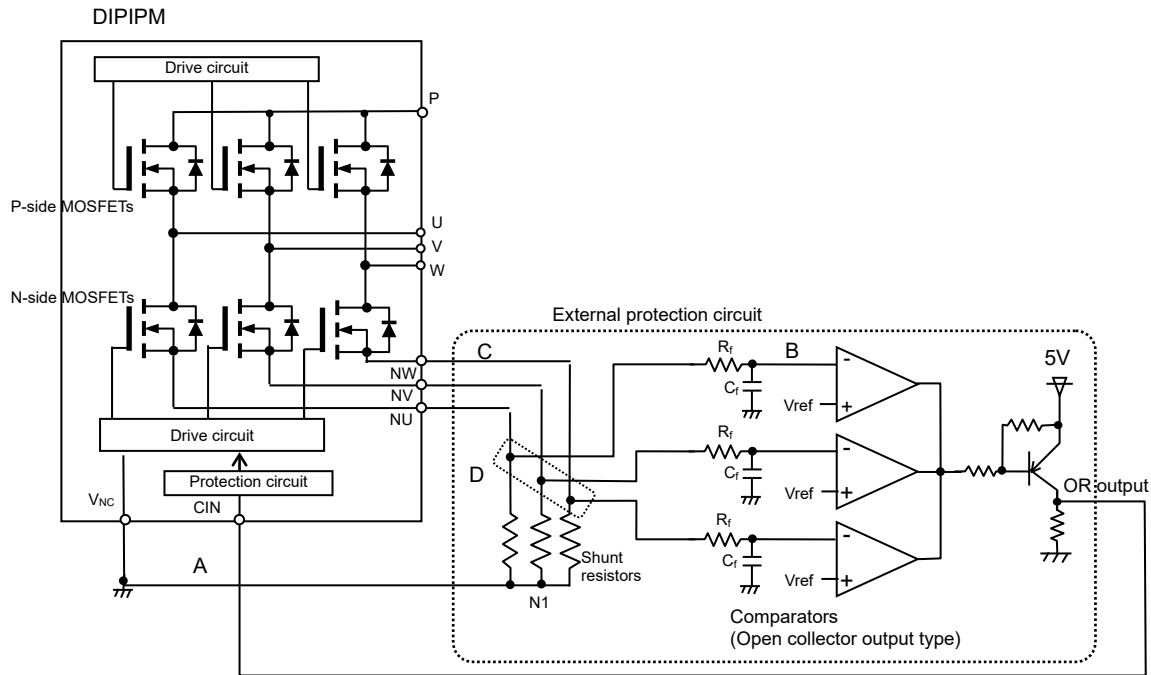 DIPIPM
Drive circuit
P
P-side MOSFETs
U
V
W
N-side MOSFETs
External protection circuit
C
Rf
B
-
5V
NW
Cf
NV
Vref
+
NU
Drive circuit
Rf
-
D
Cf
Protection circuit
OR output
VNC
CIN
Vref
+
Rf
-
A
Shunt
resistors
Cf
Vref
+
N1
Comparators
(Open collector output type)